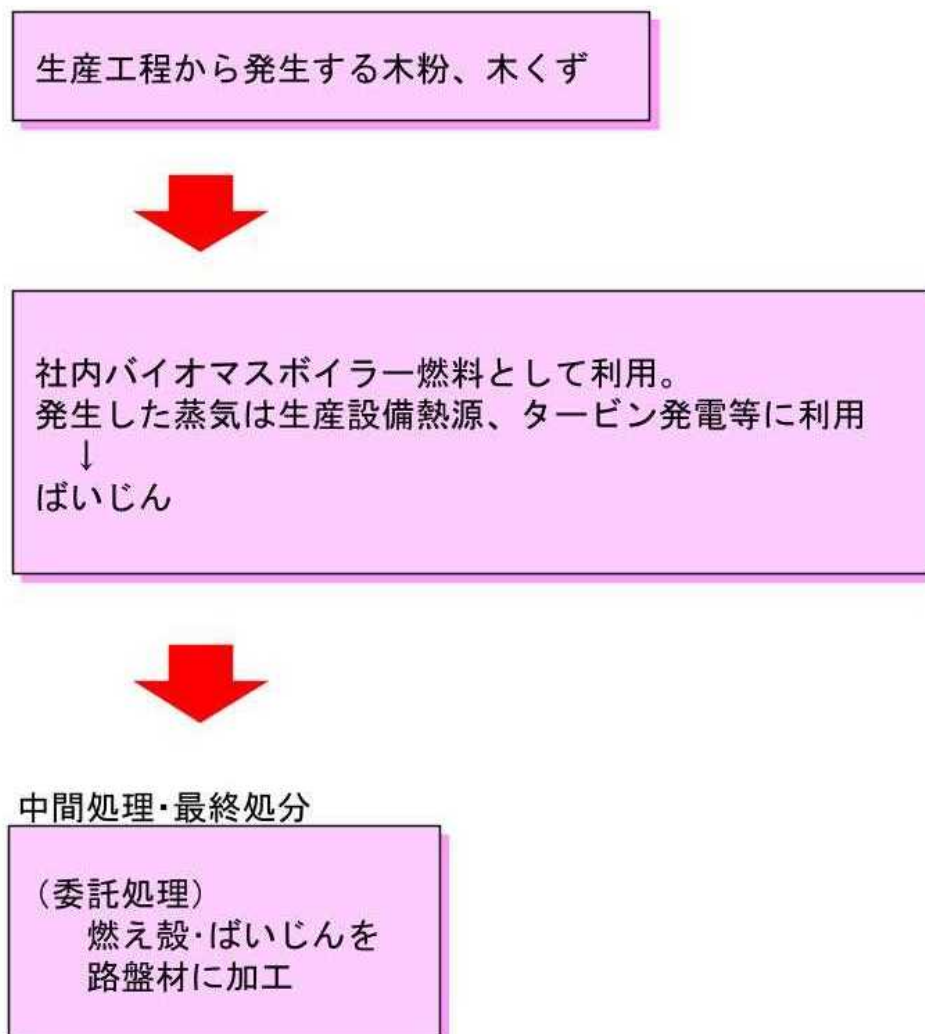 生産工程から発生する木粉、木くず
社内バイオマスボイラー燃料として利用。
発生した蒸気は生産設備熱源、タービン発電等に利用
↓
ばいじん
中間処理・最終処分
（委託処理）
燃え殻・ばいじんを
路盤材に加工